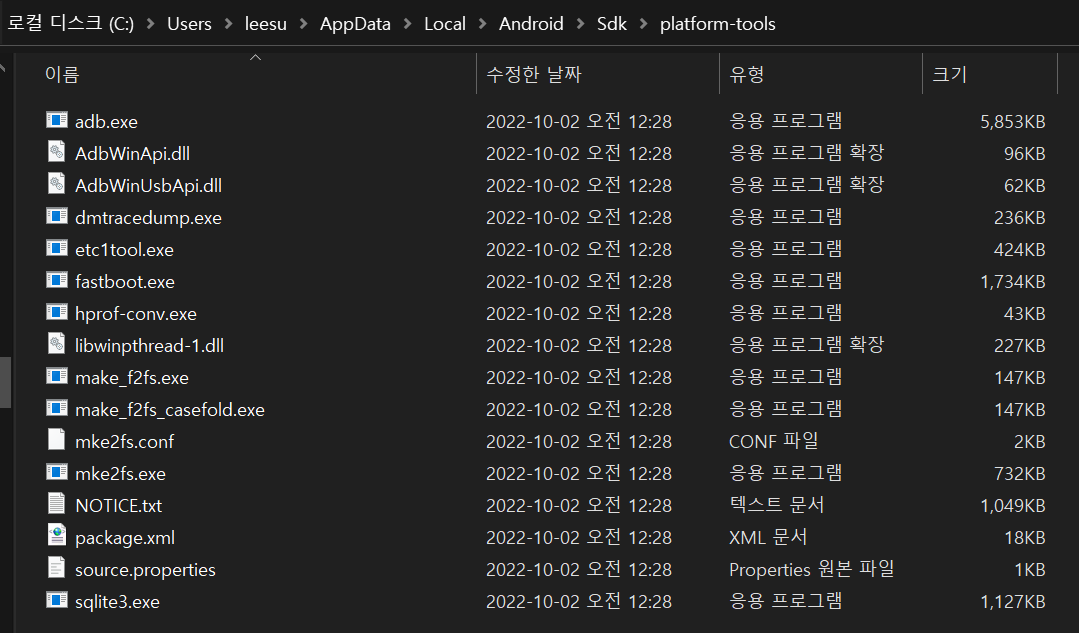 로컬 디스크 (C:) > Users > leesu > AppData > Local > Android > Sdk > platform-tools
이름 수정한 날짜 유형 크기
adb.exe 2022-10-02 오전 12:28 응용 프로그램 5,853KB
AdbWinApi.dll 2022-10-02 오전 12:28 응용 프로그램 확장 96KB
AdbWinUsbApi.dll 2022-10-02 오전 12:28 응용 프로그램 확장 62KB
dmtracedump.exe 2022-10-02 오전 12:28 응용 프로그램 236KB
etc1tool.exe 2022-10-02 오전 12:28 응용 프로그램 424KB
fastboot.exe 2022-10-02 오전 12:28 응용 프로그램 1,734KB
hprof-conv.exe 2022-10-02 오전 12:28 응용 프로그램 43KB
libwinpthread-1.dll 2022-10-02 오전 12:28 응용 프로그램 확장 227KB
make_f2fs.exe 2022-10-02 오전 12:28 응용 프로그램 147KB
make_f2fs_casefold.exe 2022-10-02 오전 12:28 응용 프로그램 147KB
mke2fs.conf 2022-10-02 오전 12:28 CONF 파일 2KB
mke2fs.exe 2022-10-02 오전 12:28 응용 프로그램 732KB
NOTICE.txt 2022-10-02 오전 12:28 텍스트 문서 1,049KB
package.xml 2022-10-02 오전 12:28 XML 문서 18KB
source.properties 2022-10-02 오전 12:28 Properties 원본 파일 1KB
sqlite3.exe 2022-10-02 오전 12:28 응용 프로그램 1,127KB